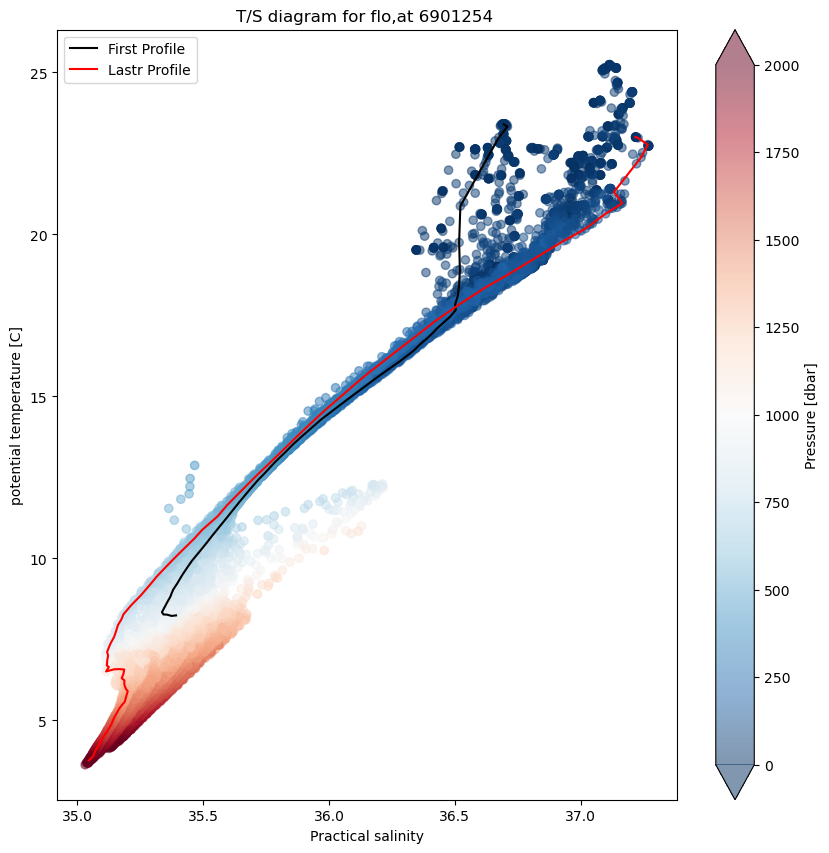 T/S diagram for flo,at 6901254
First Profile
Lastr Profile
25
20
15
10
5
potential temperature [C]
35.0 35.5 36.0 36.5 37.0
Practical salinity
2000
1750
1500
1250
1000
750
500
250
0
Pressure [dbar]